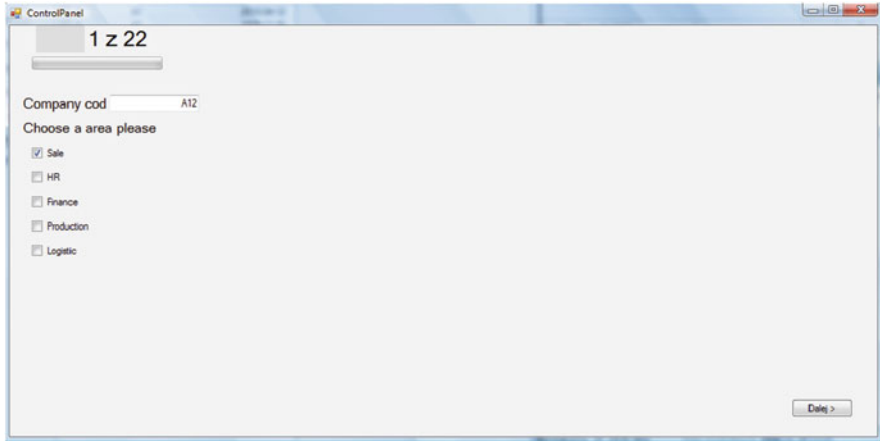 ControlPanel
1 z 22
Company cod A12
Choose a area please
Sale
HR
Finance
Production
Logistic
Dalej >